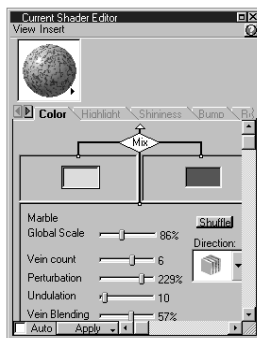 Current Shader Editor
View Insert
Color Highlight Shininess Bump
Mix
Marble
Shuffle
Global Scale 86%
Direction:
Vein count 6
Perturbation 229%
Undulation 10
Vein Blending 57%
Auto Apply